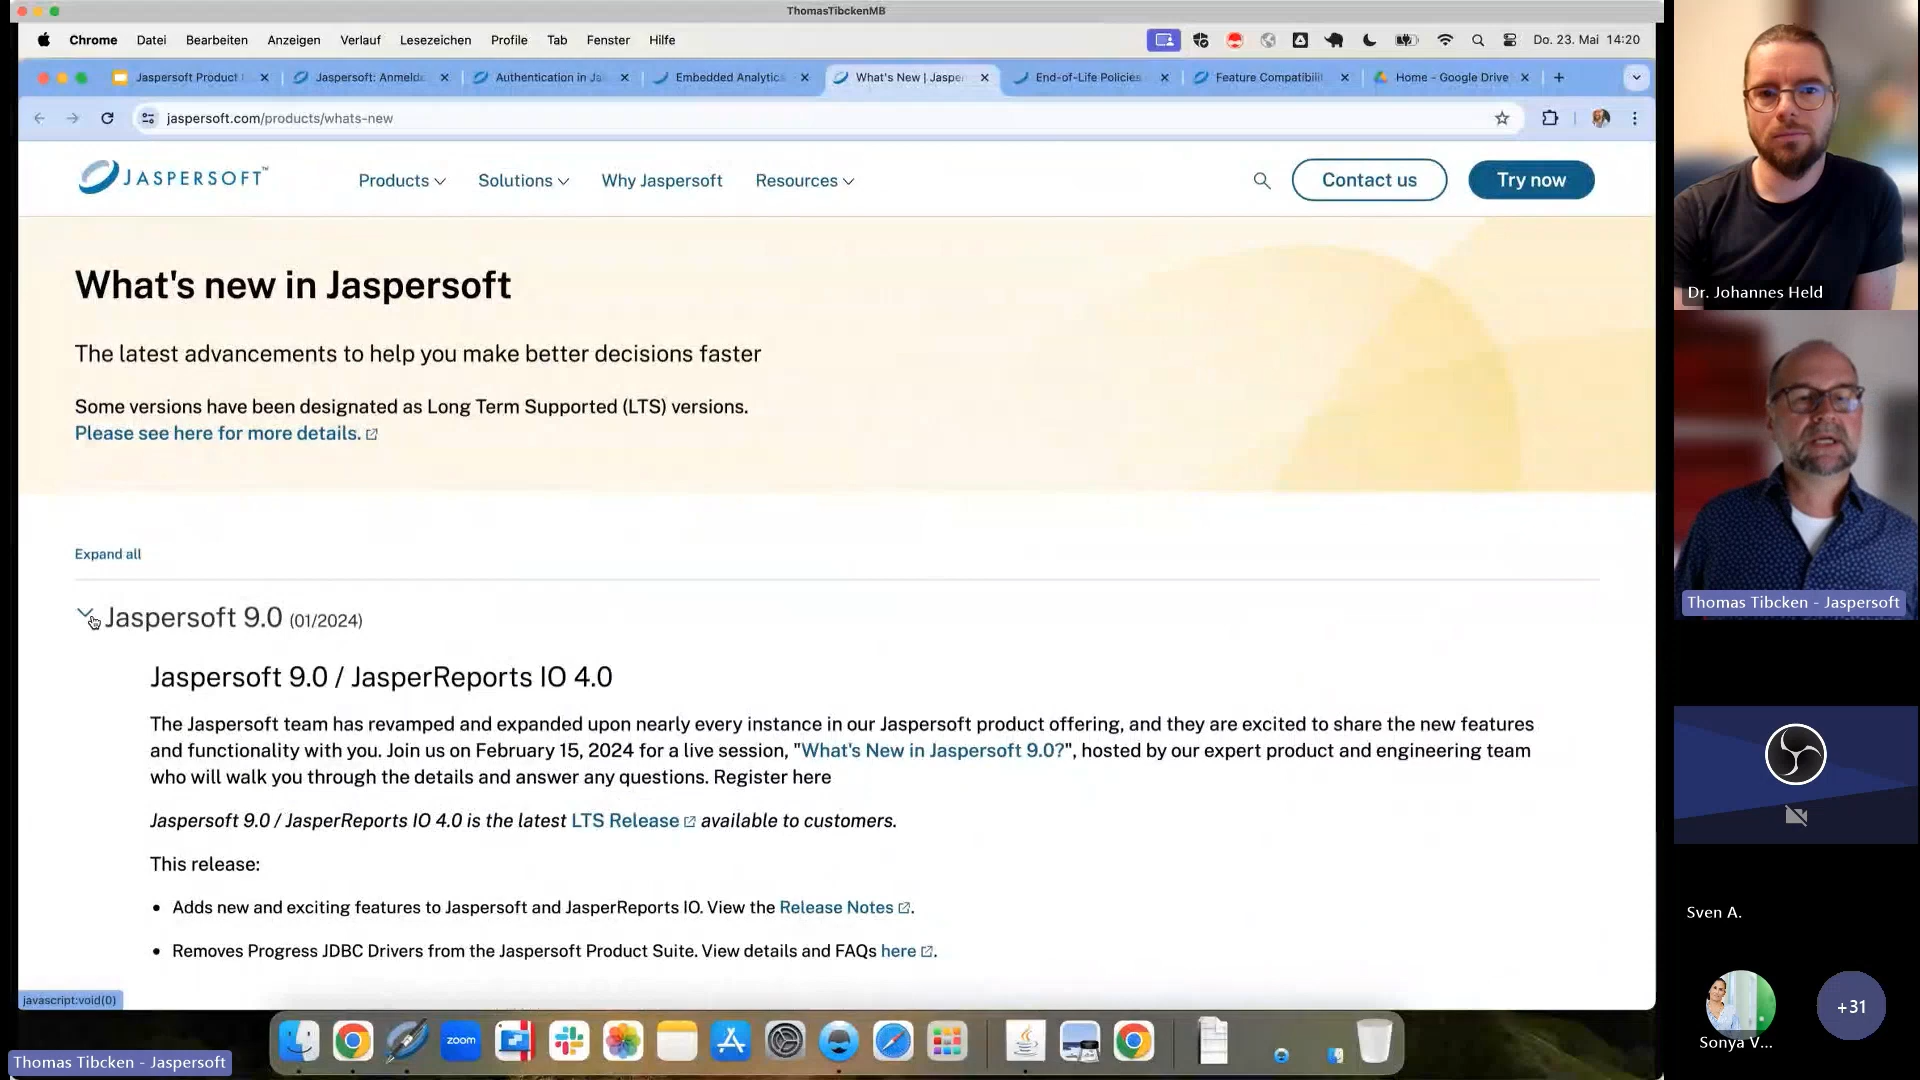 ThomasTibckenMB
Chrome Datei Bearbeiten Anzeigen Verlauf Lesezeichen Profile Tab Fenster Hilfe Do. 23. Mai 14:20
Jaspersoft Product Jaspersoft: Anmeld Authentication in Ja Embedded Analytics What's New | Jasper End-of-Life Policies Feature Compatibili Home - Google Drive
jaspersoft.com/products/whats-new
JASPERSOFT™ Products Solutions Why Jaspersoft Resources Contact us Try now
What's new in Jaspersoft
The latest advancements to help you make better decisions faster
Some versions have been designated as Long Term Supported (LTS) versions.
Please see here for more details.
Expand all
Jaspersoft 9.0 (01/2024)
Jaspersoft 9.0 / JasperReports IO 4.0
The Jaspersoft team has revamped and expanded upon nearly every instance in our Jaspersoft product offering, and they are excited to share the new features
and functionality with you. Join us on February 15, 2024 for a live session, "What's New in Jaspersoft 9.0?", hosted by our expert product and engineering team
who will walk you through the details and answer any questions. Register here
Jaspersoft 9.0 / JasperReports IO 4.0 is the latest LTS Release available to customers.
This release:
• Adds new and exciting features to Jaspersoft and JasperReports IO. View the Release Notes.
• Removes Progress JDBC Drivers from the Jaspersoft Product Suite. View details and FAQs here.
javascript:void(0)
zoom
Thomas Tibcken - Jaspersoft
Dr. Johannes Held
Thomas Tibcken - Jaspersoft
Sven A.
Sonya V...
+31